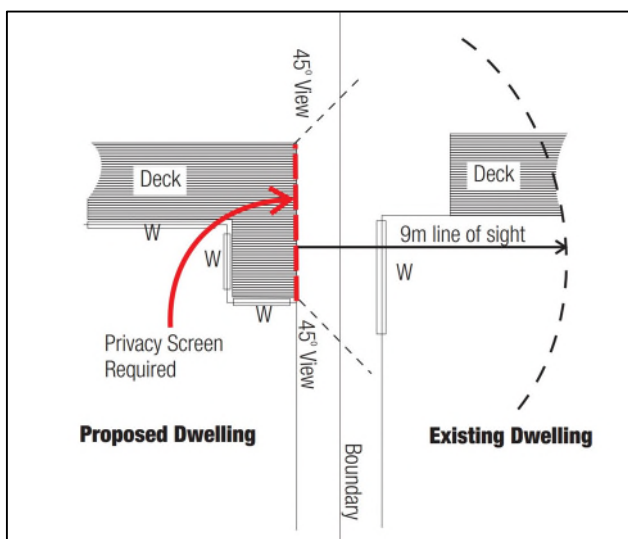 45° View
Deck
Deck
W
W
W
9m line of sight
W
45° View
Privacy Screen
Required
Proposed Dwelling
Boundary
Existing Dwelling